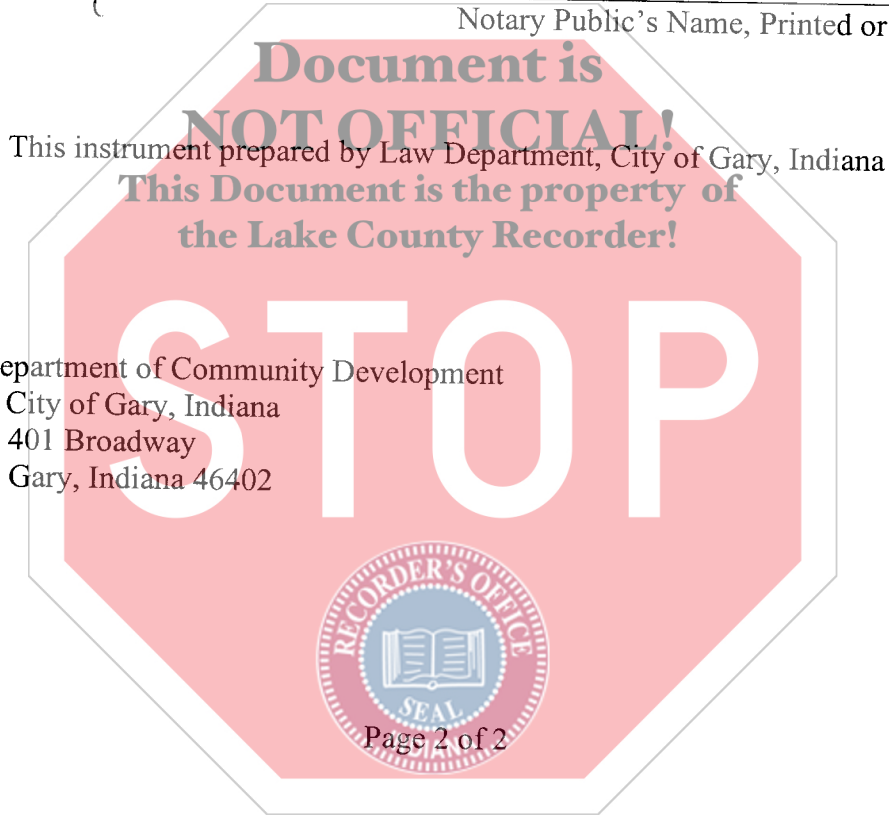 Notary Public's Name, Printed or
Document is
NOT OFFICIAL!
This instrument prepared by Law Department, City of Gary, Indiana
This Document is the property of
the Lake County Recorder!
STOP
epartment of Community Development
City of Gary, Indiana
401 Broadway
Gary, Indiana 46402
RECORDER'S OFFICE
SEAL
INDIANA
Page 2 of 2